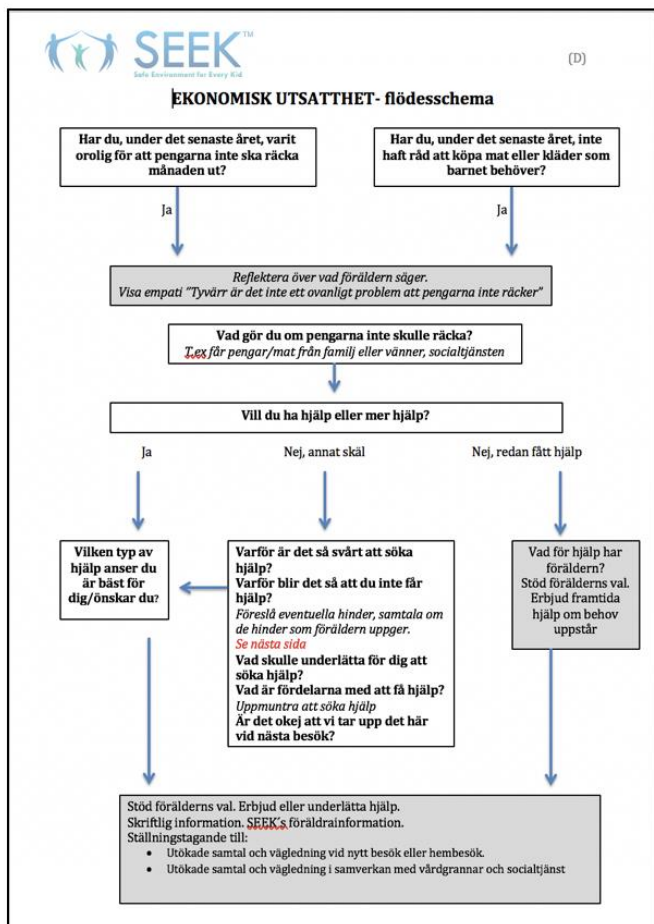 SEEK™
Safe Environment for Every Kid
(D)
EKONOMISK UTSATTHET- flödesschema
Har du, under det senaste året, varit
orolig för att pengarna inte ska räcka
månaden ut?
Har du, under det senaste året, inte
haft råd att köpa mat eller kläder som
barnet behöver?
Ja
Ja
Reflektera över vad föräldern säger.
Visa empati "Tyvärr är det inte ett ovanligt problem att pengarna inte räcker"
Vad gör du om pengarna inte skulle räcka?
T.ex får pengar/mat från familj eller vänner, socialtjänsten
Vill du ha hjälp eller mer hjälp?
Ja
Nej, annat skäl
Nej, redan fått hjälp
Vilken typ av
hjälp anser du
är bäst för
dig/önskar du?
Varför är det så svårt att söka
hjälp?
Varför blir det så att du inte får
hjälp?
Föreslå eventuella hinder, samtala om
de hinder som föräldern uppger.
Se nästa sida
Vad skulle underlätta för dig att
söka hjälp?
Vad är fördelarna med att få hjälp?
Uppmuntra att söka hjälp
Är det okej att vi tar upp det här
vid nästa besök?
Vad för hjälp har
föräldern?
Stöd förälderns val.
Erbjud framtida
hjälp om behov
uppstår
Stöd förälderns val. Erbjud eller underlätta hjälp.
Skriftlig information. SEEK´s föräldrainformation.
Ställningstagande till:
• Utökade samtal och vägledning vid nytt besök eller hembesök.
• Utökade samtal och vägledning i samverkan med vårdgrannar och socialtjänst